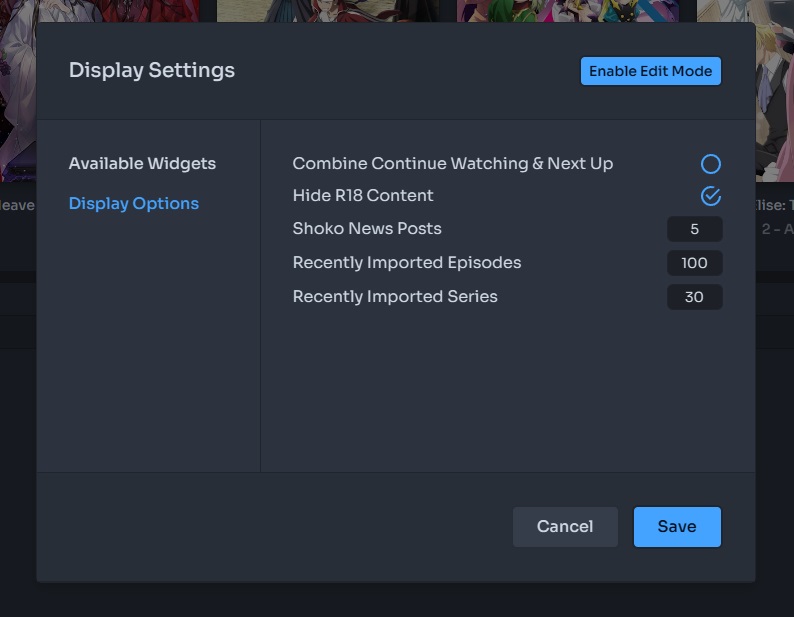 Display Settings
Enable Edit Mode
Available Widgets
Display Options
Combine Continue Watching & Next Up
Hide R18 Content
Shoko News Posts
5
Recently Imported Episodes
100
Recently Imported Series
30
leave
lise:
2 - A
Cancel
Save